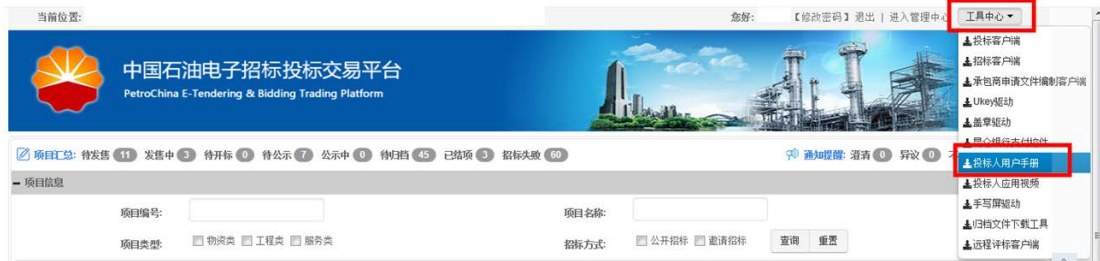 当前位置:
您好: 【修改密码】退出 | 进入管理中心 工具中心
中国石油电子招标投标交易平台
PetroChina E-Tendering & Bidding Trading Platform
投标客户端
招标客户端
承包商申请文件编制客户端
Ukey驱动
盖章驱动
昆仑银行支付控件
投标人用户手册
投标人应用视频
手写屏驱动
归档文件下载工具
远程评标客户端
项目汇总: 待发售 11 发售中 3 待开标 0 待公示 7 公示中 0 待归档 45 已结项 3 招标失败 60
通知提醒: 澄清 0 异议 0
项目信息
项目编号: 项目名称:
项目类型: 物资类 工程类 服务类 招标方式: 公开招标 邀请招标 查询 重置